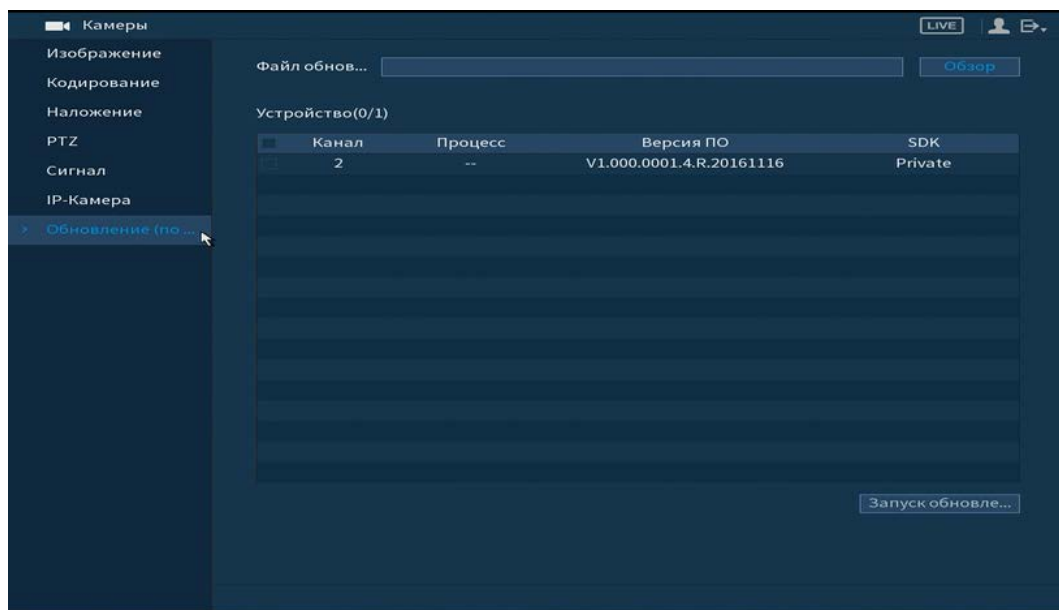 Камеры
LIVE
Изображение
Кодирование
Наложение
PTZ
Сигнал
IP-Камера
Обновление (по ...
Файл обнов...
Обзор
Устройство(0/1)
Канал Процесс Версия ПО SDK
2 -- V1.000.0001.4.R.20161116 Private
Запуск обновле...